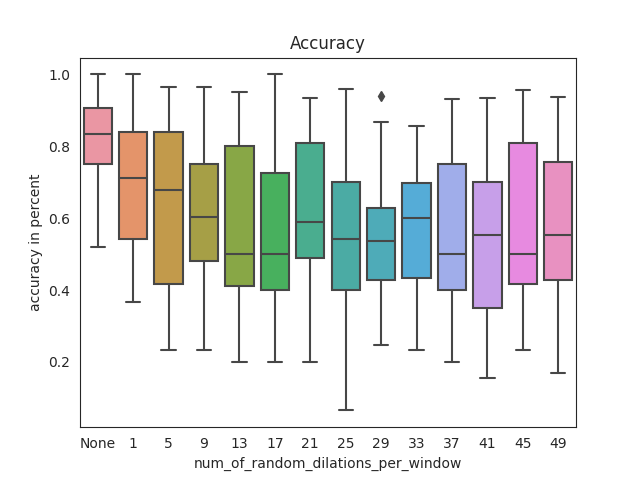 Accuracy
accuracy in percent
1.0
0.8
0.6
0.4
0.2
None 1 5 9 13 17 21 25 29 33 37 41 45 49
num_of_random_dilations_per_window